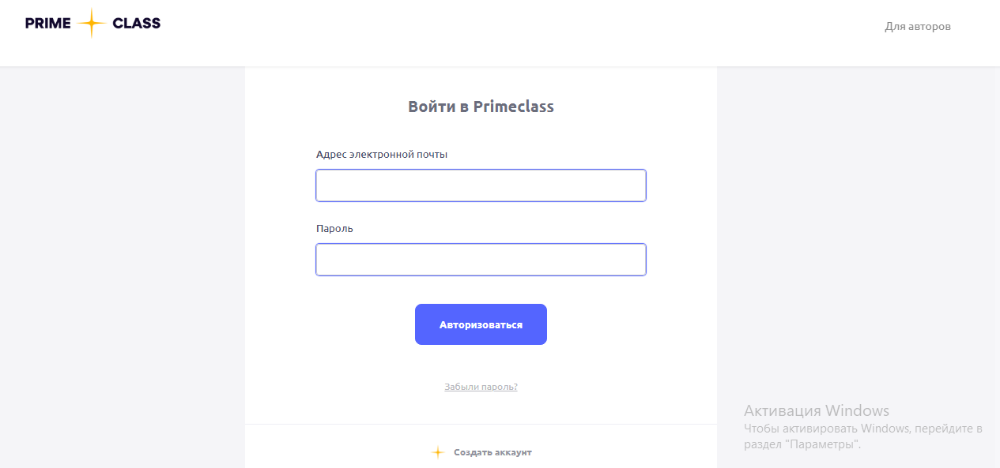 PRIME CLASS
Для авторов
Войти в Primeclass
Адрес электронной почты
Пароль
Авторизоваться
Забыли пароль?
Активация Windows
Чтобы активировать Windows, перейдите в
раздел "Параметры".
Создать аккаунт